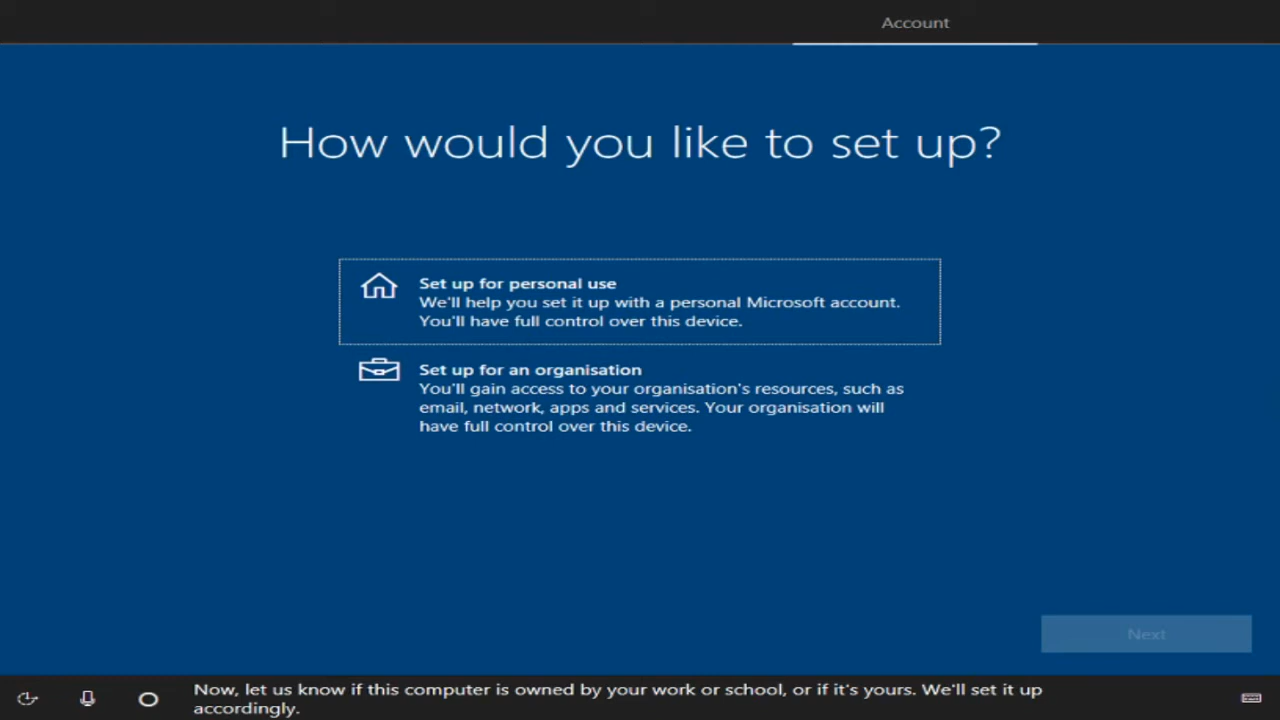 Account
How would you like to set up?
Set up for personal use
We'll help you set it up with a personal Microsoft account.
You'll have full control over this device.
Set up for an organisation
You'll gain access to your organisation's resources, such as
email, network, apps and services. Your organisation will
have full control over this device.
Next
Now, let us know if this computer is owned by your work or school, or if it's yours. We'll set it up
accordingly.